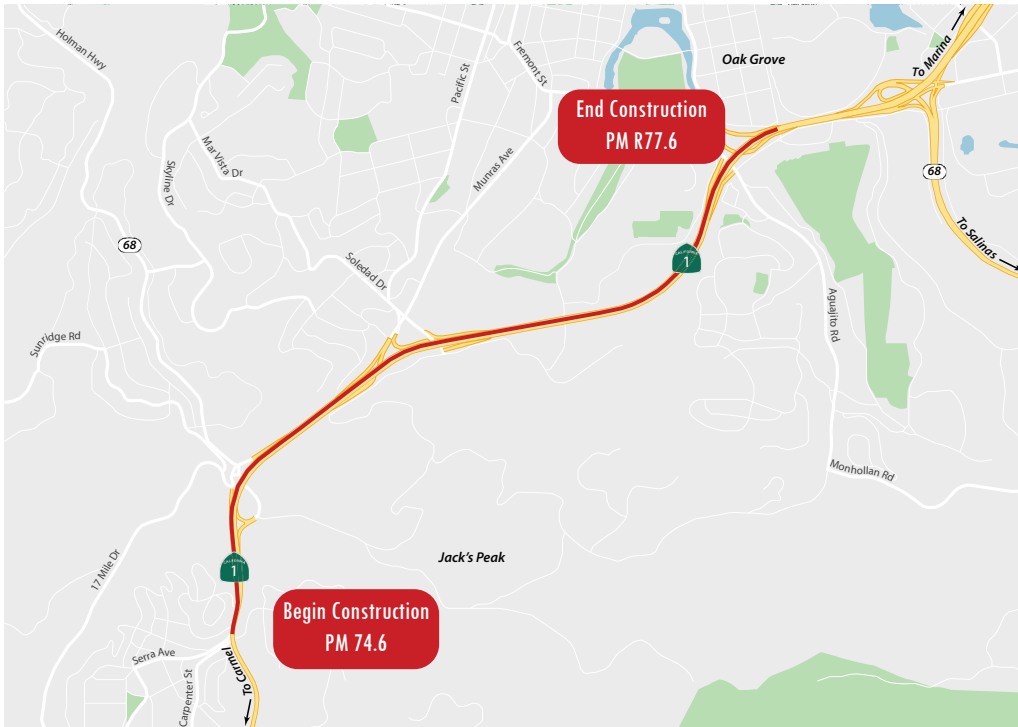 Holman Hwy
Pacific St
Fremont St
Oak Grove
To Marina
End Construction
PM R77.6
Mar Vista Dr
Skyline Dr
Munras Ave
68
68
To Salinas
Soledad Dr
CALIFORNIA
1
Aguajito Rd
Sunridge Rd
Monhollan Rd
17 Mile Dr
Jack's Peak
CALIFORNIA
1
Begin Construction
PM 74.6
Serra Ave
To Carmel
Carpenter St